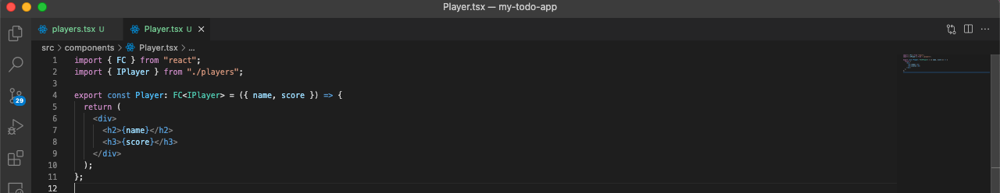 Player.tsx — my-todo-app
players.tsx U
Player.tsx U
src > components > Player.tsx > ...
29
1 import { FC } from "react";
2 import { IPlayer } from "./players";
3
4 export const Player: FC<IPlayer> = ({ name, score }) => {
5 return (
6 <div>
7 <h2>{name}</h2>
8 <h3>{score}</h3>
9 </div>
10 );
11 };
12